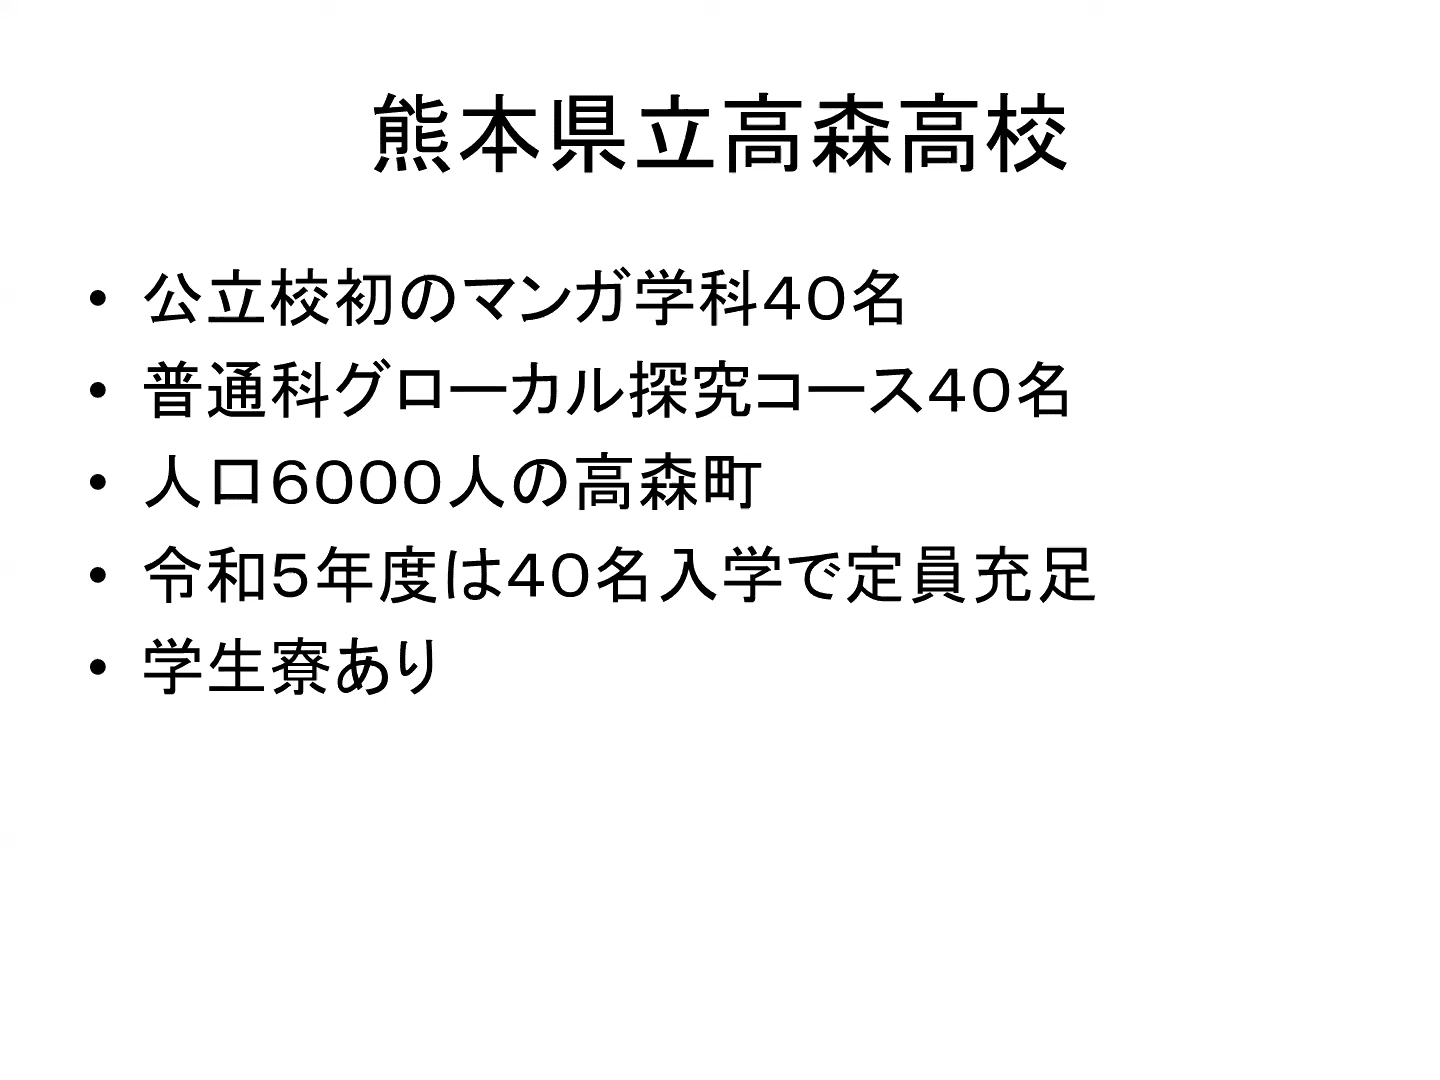 熊本県立高森高校
• 公立校初のマンガ学科40名
• 普通科グローカル探究コース40名
• 人口6000人の高森町
• 令和5年度は40名入学で定員充足
• 学生寮あり